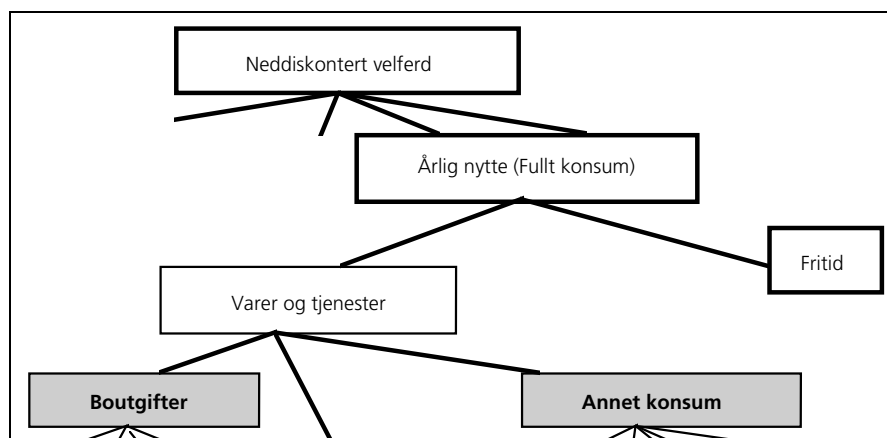 Neddiskontert velferd
Årlig nytte (Fullt konsum)
Fritid
Varer og tjenester
Boutgifter
Annet konsum